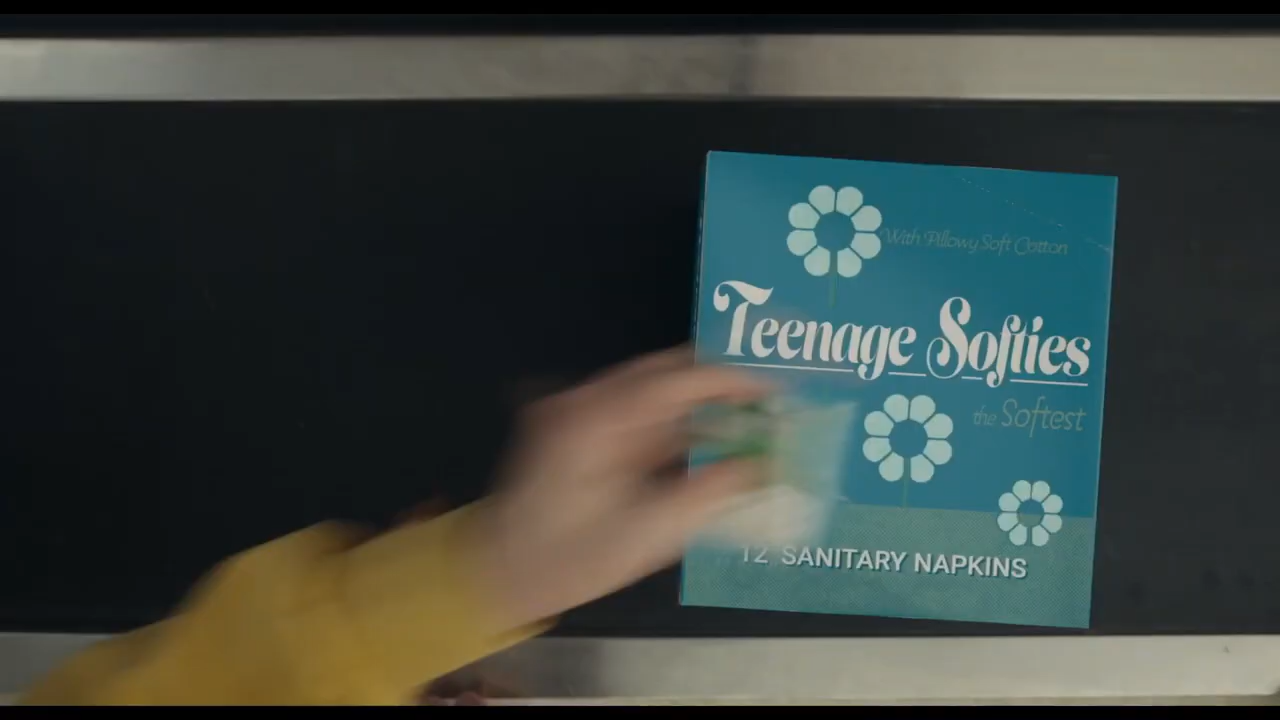 With Pillowy Soft Cotton
Teenage Softies
the Softest
12 SANITARY NAPKINS